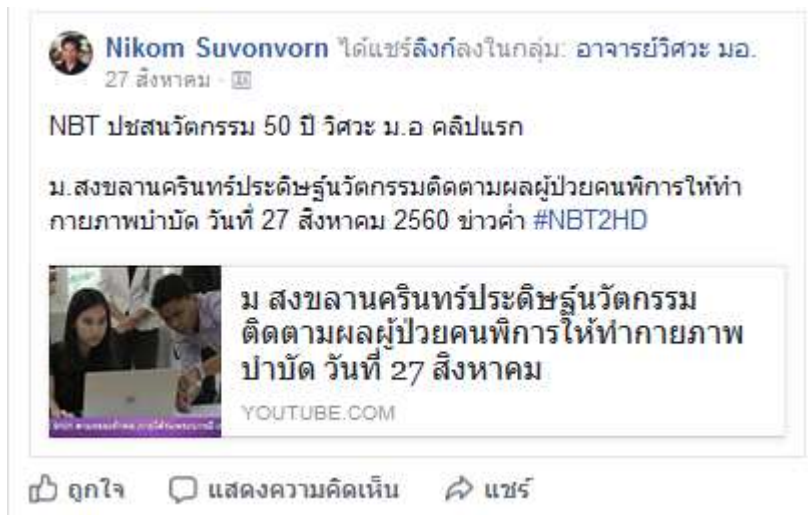 Nikom Suvonvorn ได้แชร์ลิงก์ลงในกลุ่ม: อาจารย์วิศวะ มอ.
27 สิงหาคม ·
NBT ปชสนวัตกรรม 50 ปี วิศวะ ม.อ คลิปแรก
ม.สงขลานครินทร์ประดิษฐ์นวัตกรรมติดตามผลผู้ป่วยคนพิการให้ทำ
กายภาพบำบัด วันที่ 27 สิงหาคม 2560 ข่าวค่ำ #NBT2HD
ม สงขลานครินทร์ประดิษฐ์นวัตกรรม
ติดตามผลผู้ป่วยคนพิการให้ทำกายภาพ
บำบัด วันที่ 27 สิงหาคม
YOUTUBE.COM
ถูกใจ แสดงความคิดเห็น แชร์